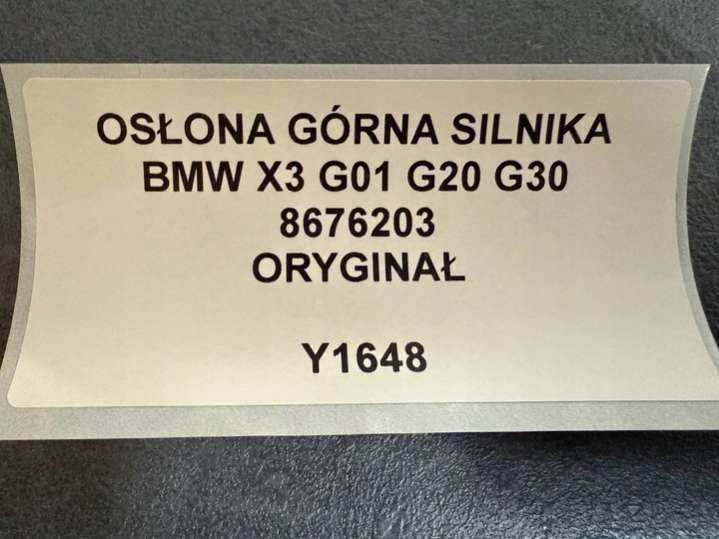 OSŁONA GÓRNA SILNIKA
BMW X3 G01 G20 G30
8676203
ORYGINAŁ
Y1648